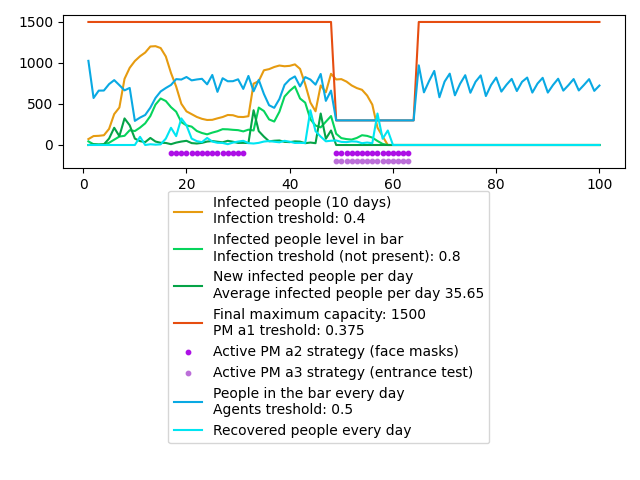 1500
1000
500
0
0 20 40 60 80 100
Infected people (10 days)
Infection treshold: 0.4
Infected people level in bar
Infection treshold (not present): 0.8
New infected people per day
Average infected people per day 35.65
Final maximum capacity: 1500
PM a1 treshold: 0.375
Active PM a2 strategy (face masks)
Active PM a3 strategy (entrance test)
People in the bar every day
Agents treshold: 0.5
Recovered people every day